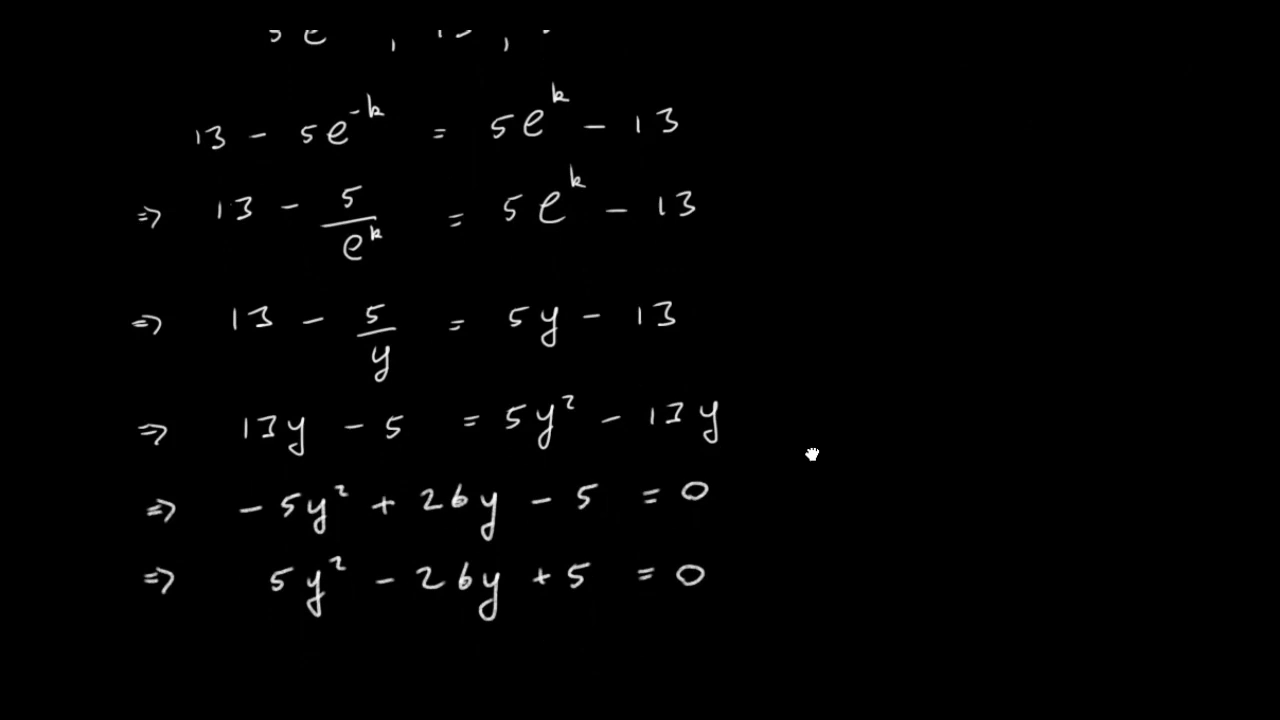 13 - 5e^{-k} = 5e^{k} - 13
⇒ 13 - 5/e^{k} = 5e^{k} - 13
⇒ 13 - 5/y = 5y - 13
⇒ 13y - 5 = 5y² - 13y
⇒ - 5y² + 26y - 5 = 0
⇒ 5y² - 26y + 5 = 0